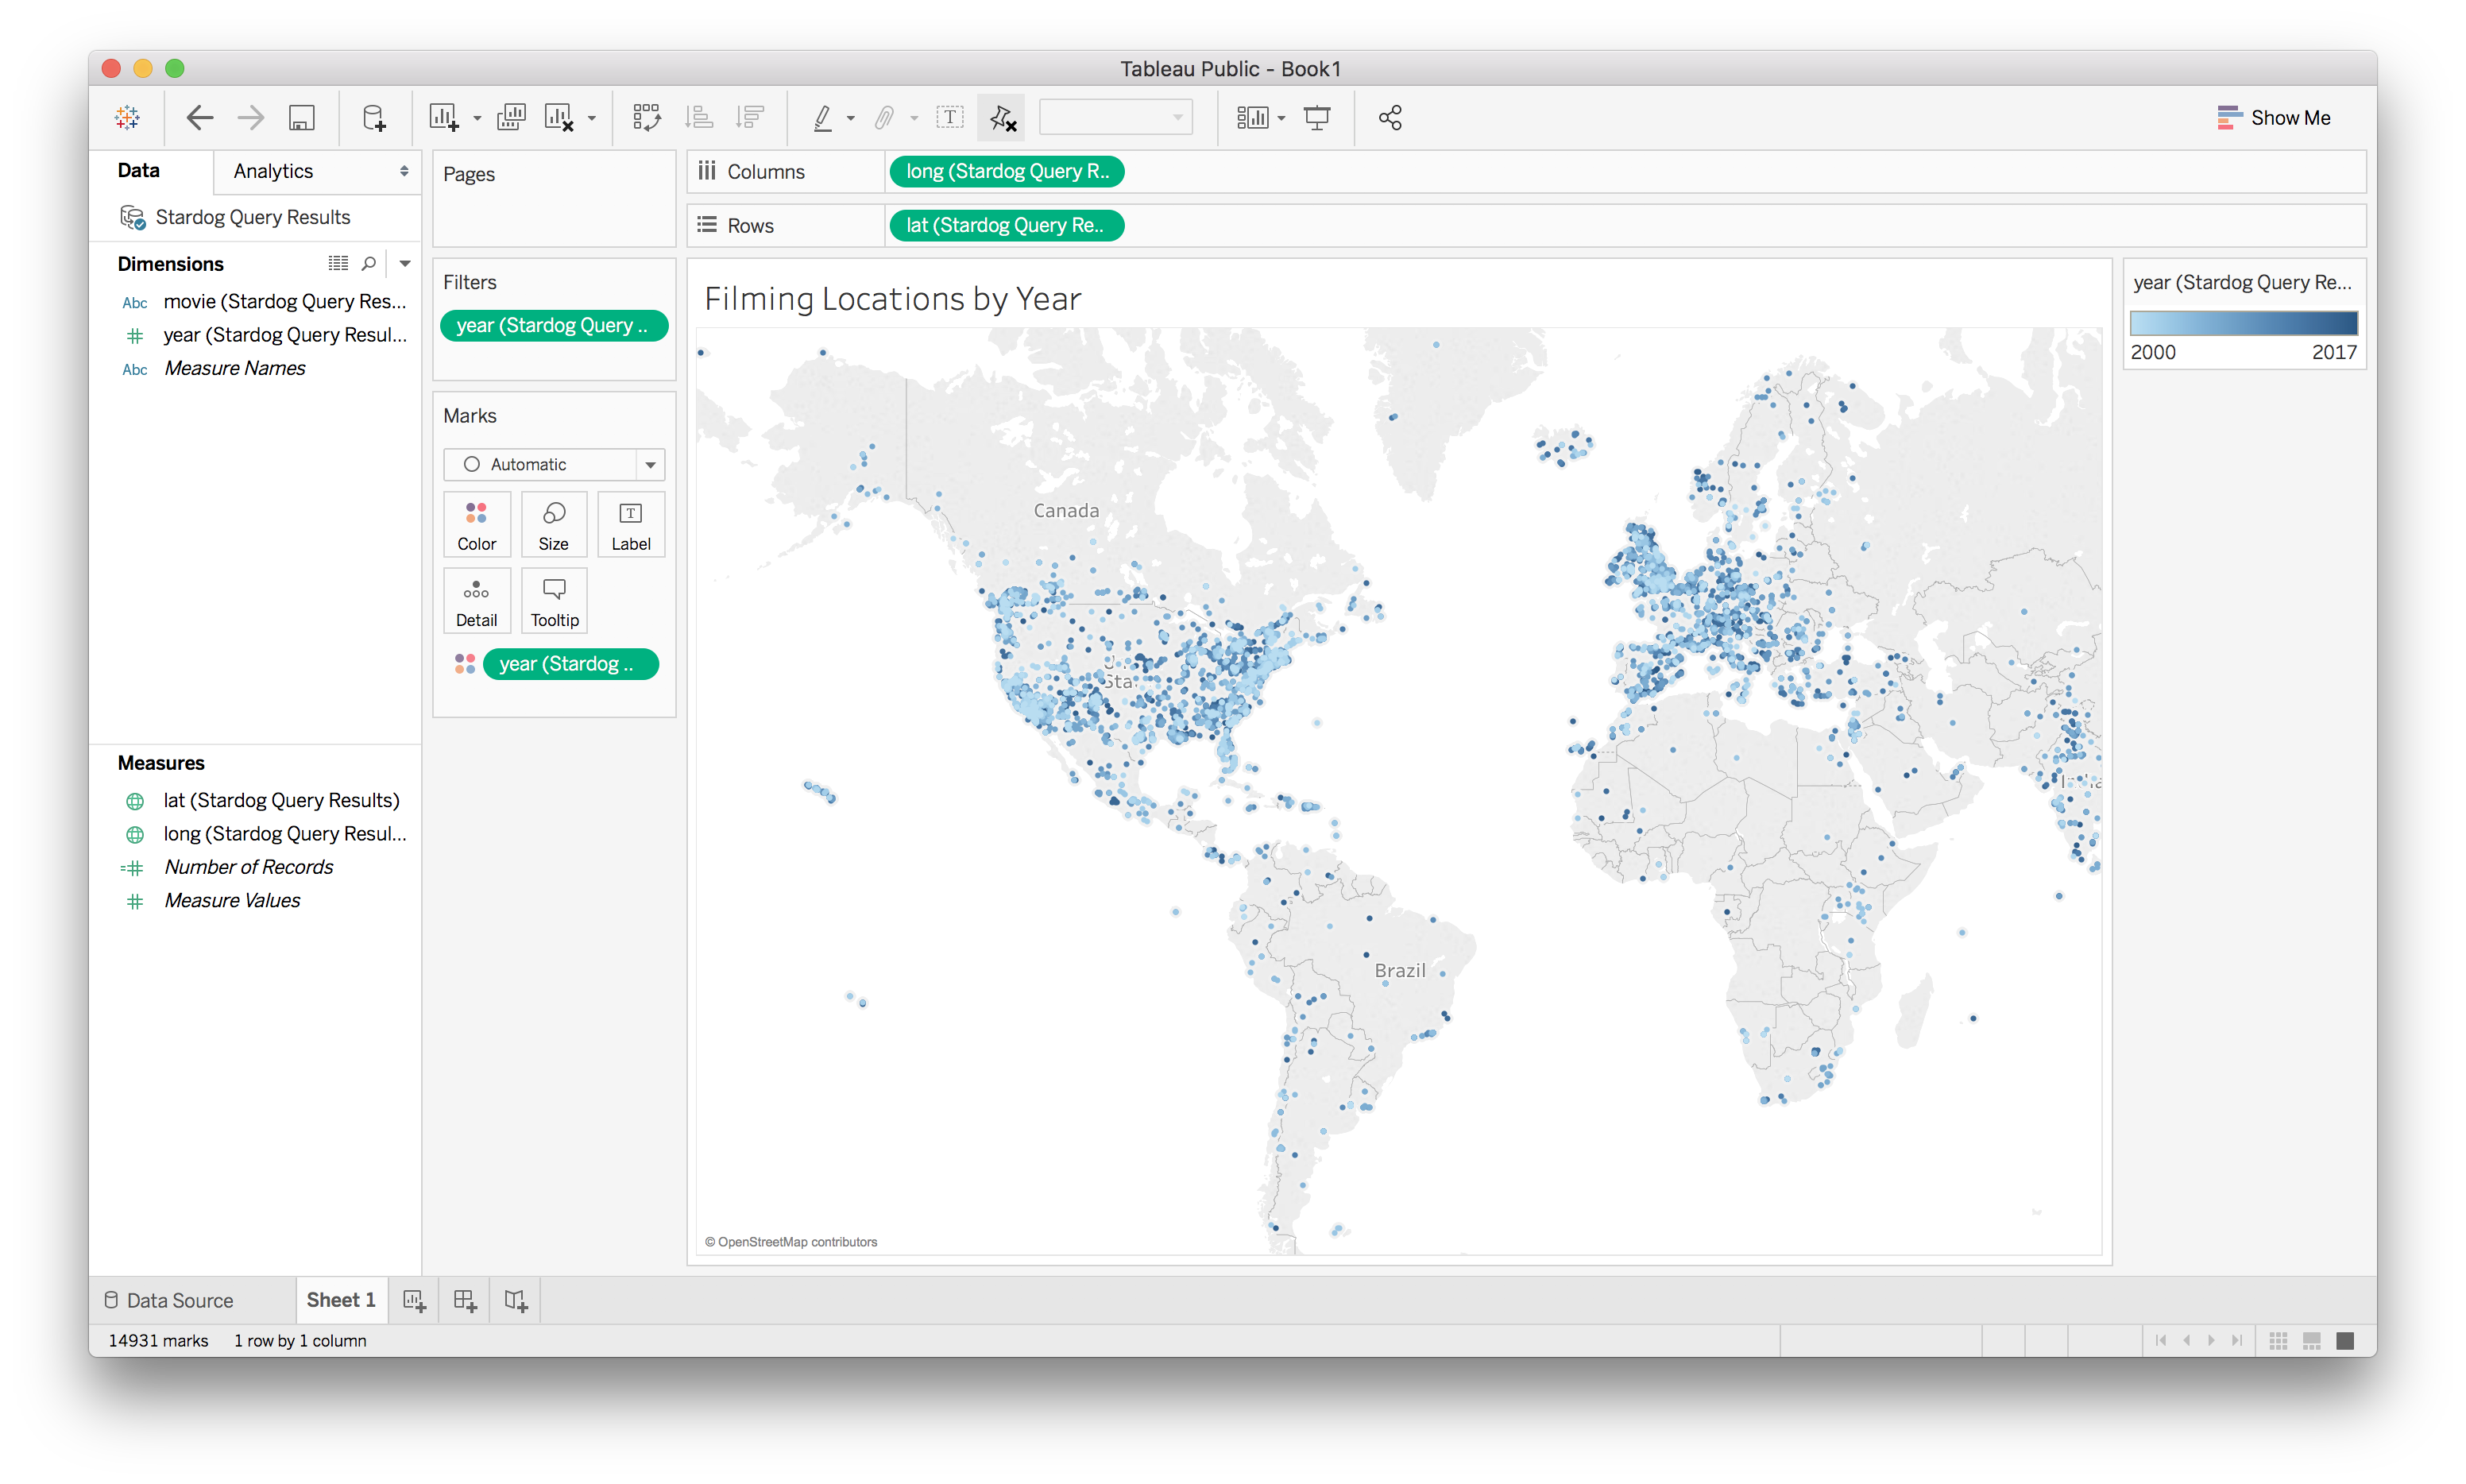 Tableau Public - Book1
Show Me
Data
Analytics
Stardog Query Results
Dimensions
Abc movie (Stardog Query Res...
year (Stardog Query Resul...
Abc Measure Names
Measures
lat (Stardog Query Results)
long (Stardog Query Resul...
Number of Records
Measure Values
Pages
Filters
year (Stardog Query ..
Marks
Automatic
Color Size Label
Detail Tooltip
year (Stardog ..
Columns long (Stardog Query R..
Rows lat (Stardog Query Re..
Filming Locations by Year
Canada
Sta
Brazil
© OpenStreetMap contributors
year (Stardog Query Re...
2000 2017
Data Source Sheet 1
14931 marks 1 row by 1 column